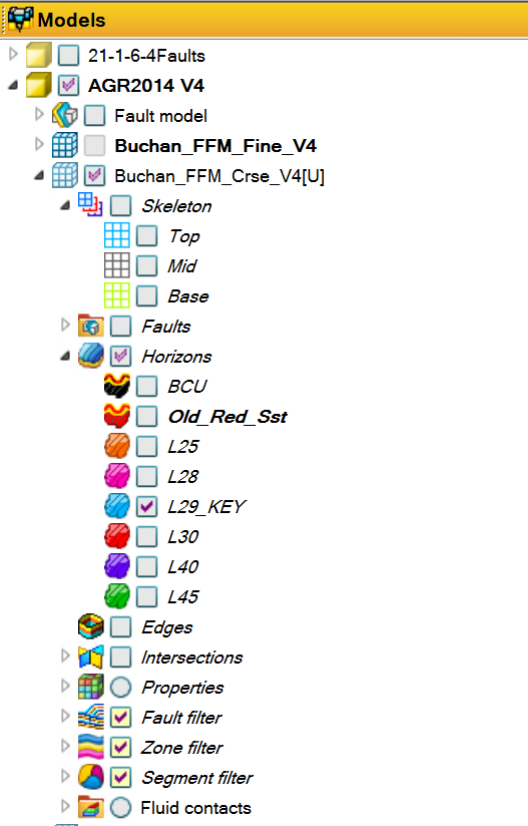 Models
21-1-6-4Faults
AGR2014 V4
Fault model
Buchan_FFM_Fine_V4
Buchan_FFM_Crse_V4[U]
Skeleton
Top
Mid
Base
Faults
Horizons
BCU
Old_Red_Sst
L25
L28
L29_KEY
L30
L40
L45
Edges
Intersections
Properties
Fault filter
Zone filter
Segment filter
Fluid contacts